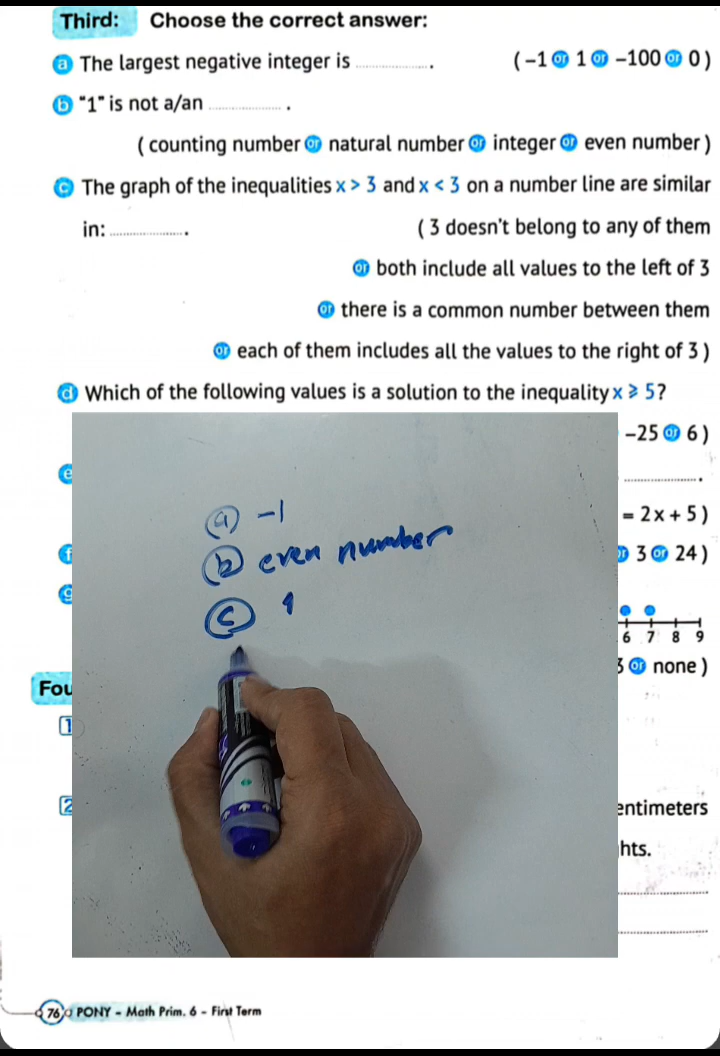 Third: Choose the correct answer:
a The largest negative integer is ................ . ( -1 or 1 or -100 or 0 )
b "1" is not a/an ................ .
( counting number or natural number or integer or even number )
c The graph of the inequalities x > 3 and x < 3 on a number line are similar
in: ................ . ( 3 doesn't belong to any of them
or both include all values to the left of 3
or there is a common number between them
or each of them includes all the values to the right of 3 )
d Which of the following values is a solution to the inequality x ⩾ 5?
-25 or 6 )
e ................ .
a -1
= 2x + 5 )
b even number
f or 3 or 24 )
c 1
g
6 7 8 9
3 or none )
Fou
1
2 entimeters
hts.
76 PONY - Math Prim. 6 - First Term